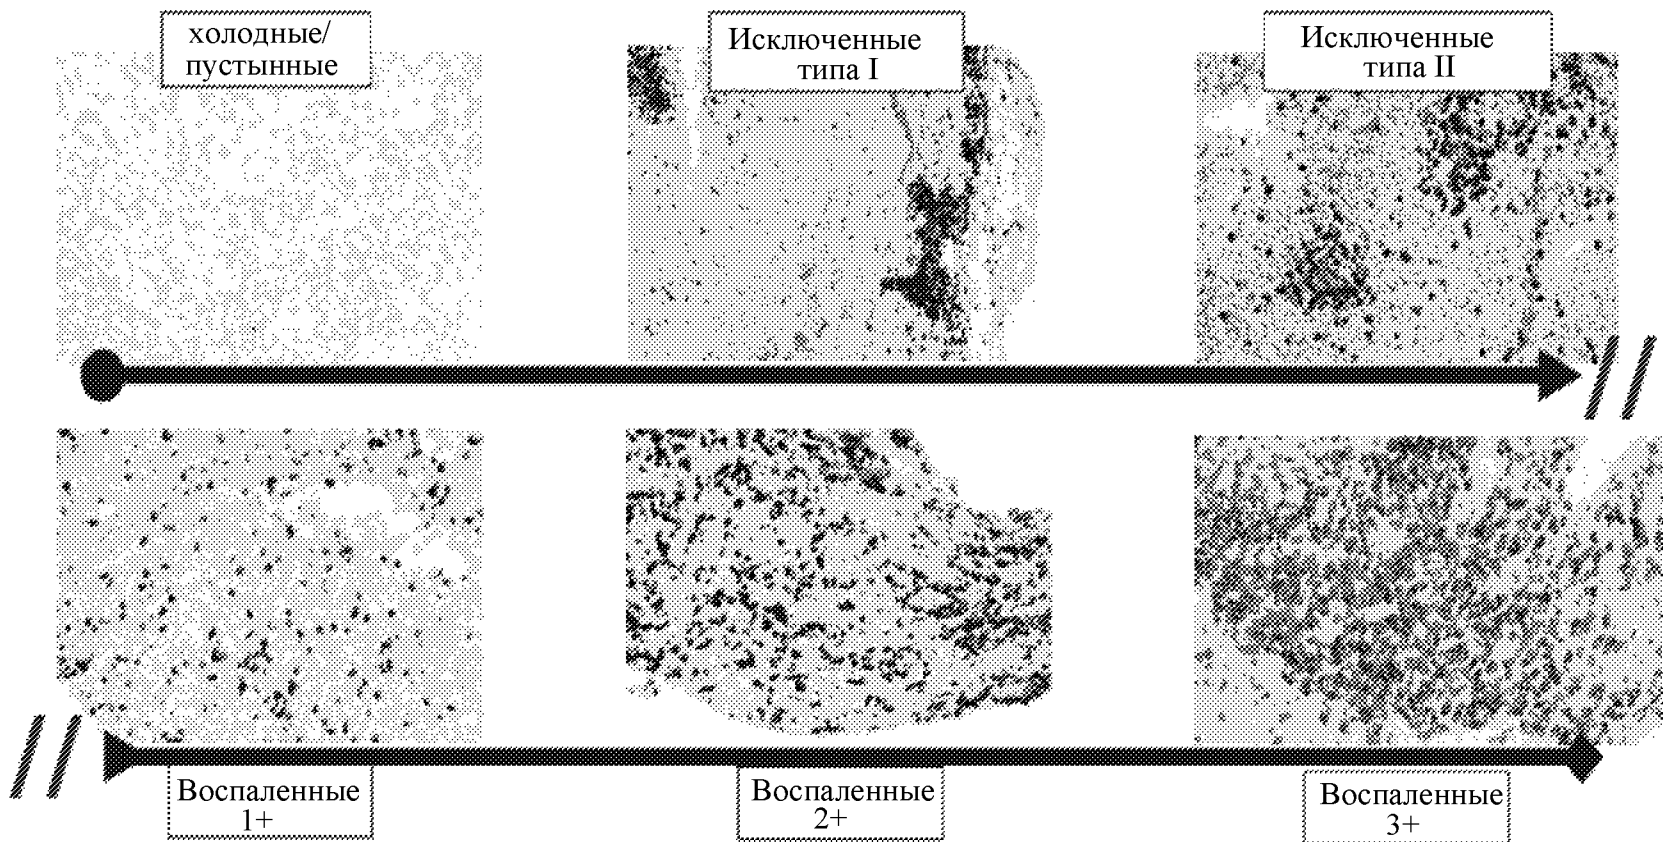 холодные/
пустынные
Исключенные
типа I
Исключенные
типа II
Воспаленные
1+
Воспаленные
2+
Воспаленные
3+